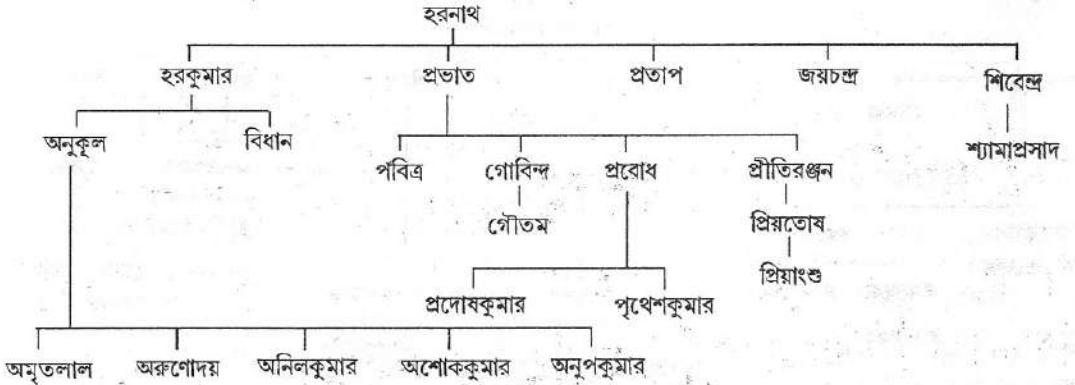 হরনাথ
হরকুমার প্রভাত প্রতাপ জয়চন্দ্র শিবেন্দ্র
অনুকূল বিধান পবিত্র গোবিন্দ প্রবোধ প্রীতিরঞ্জন শ্যামাপ্রসাদ
গৌতম প্রিয়তোষ
প্রিয়াংশু
প্রদোষকুমার পৃথেশকুমার
অমৃতলাল অরুণোদয় অনিলকুমার অশোককুমার অনুপকুমার